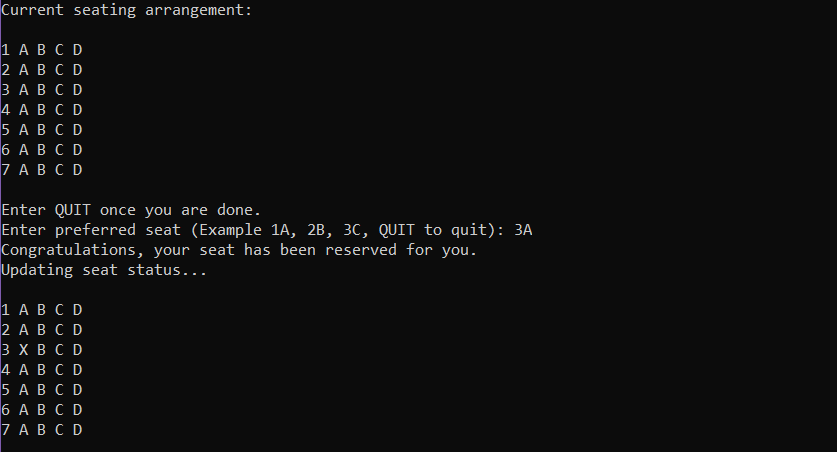 Current seating arrangement:
1 A B C D
2 A B C D
3 A B C D
4 A B C D
5 A B C D
6 A B C D
7 A B C D
Enter QUIT once you are done.
Enter preferred seat (Example 1A, 2B, 3C, QUIT to quit): 3A
Congratulations, your seat has been reserved for you.
Updating seat status...
1 A B C D
2 A B C D
3 X B C D
4 A B C D
5 A B C D
6 A B C D
7 A B C D